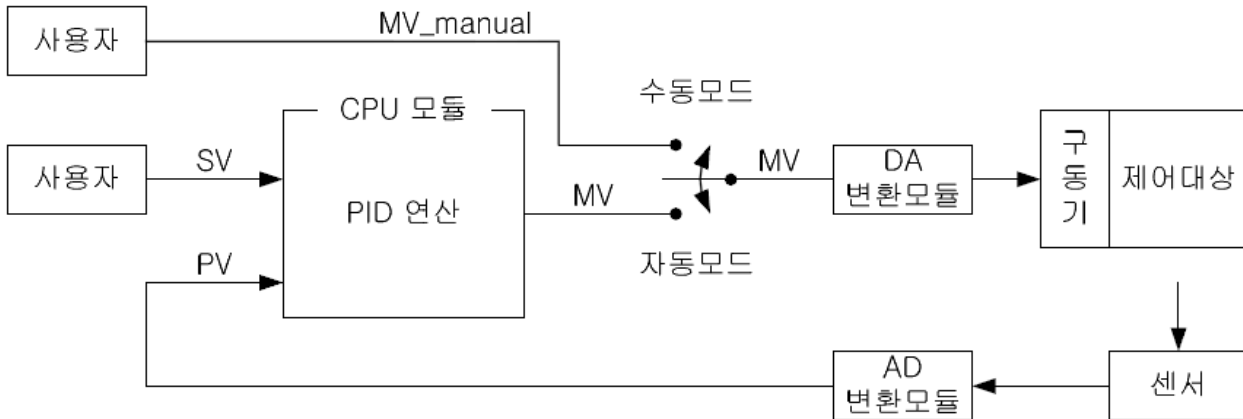 사용자
MV_manual
수동모드
CPU 모듈
사용자
SV
PID 연산
MV
MV
DA
변환모듈
구
동
기
제어대상
자동모드
PV
AD
변환모듈
센서